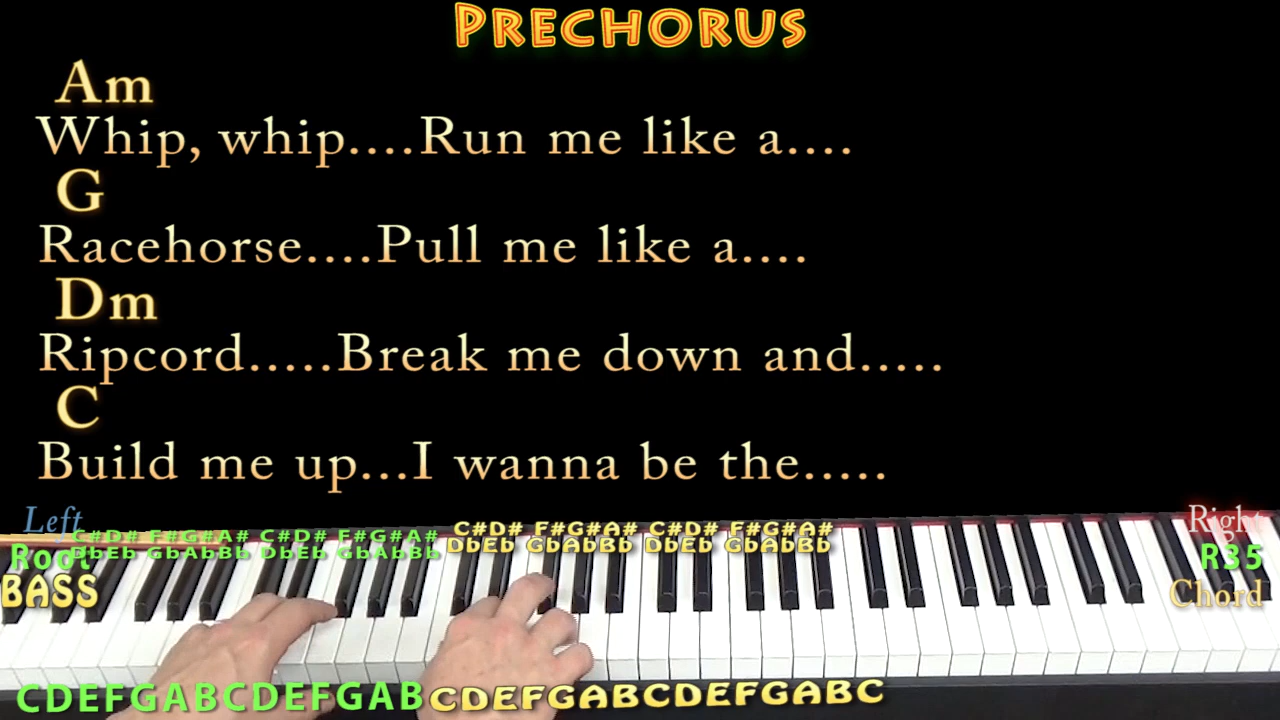 PRECHORUS
Am
Whip, whip....Run me like a....
G
Racehorse....Pull me like a....
Dm
Ripcord.....Break me down and.....
C
Build me up...I wanna be the.....
Left
Root
BASS
C#D# F#G#A# C#D# F#G#A# C#D# F#G#A# C#D# F#G#A#
DbEb GbAbBb DbEb GbAbBb DbEb GbAbBb DbEb GbAbBb
Right
R35
Chord
CDEFGABCDEFGAB CDEFGABCDEFGABC